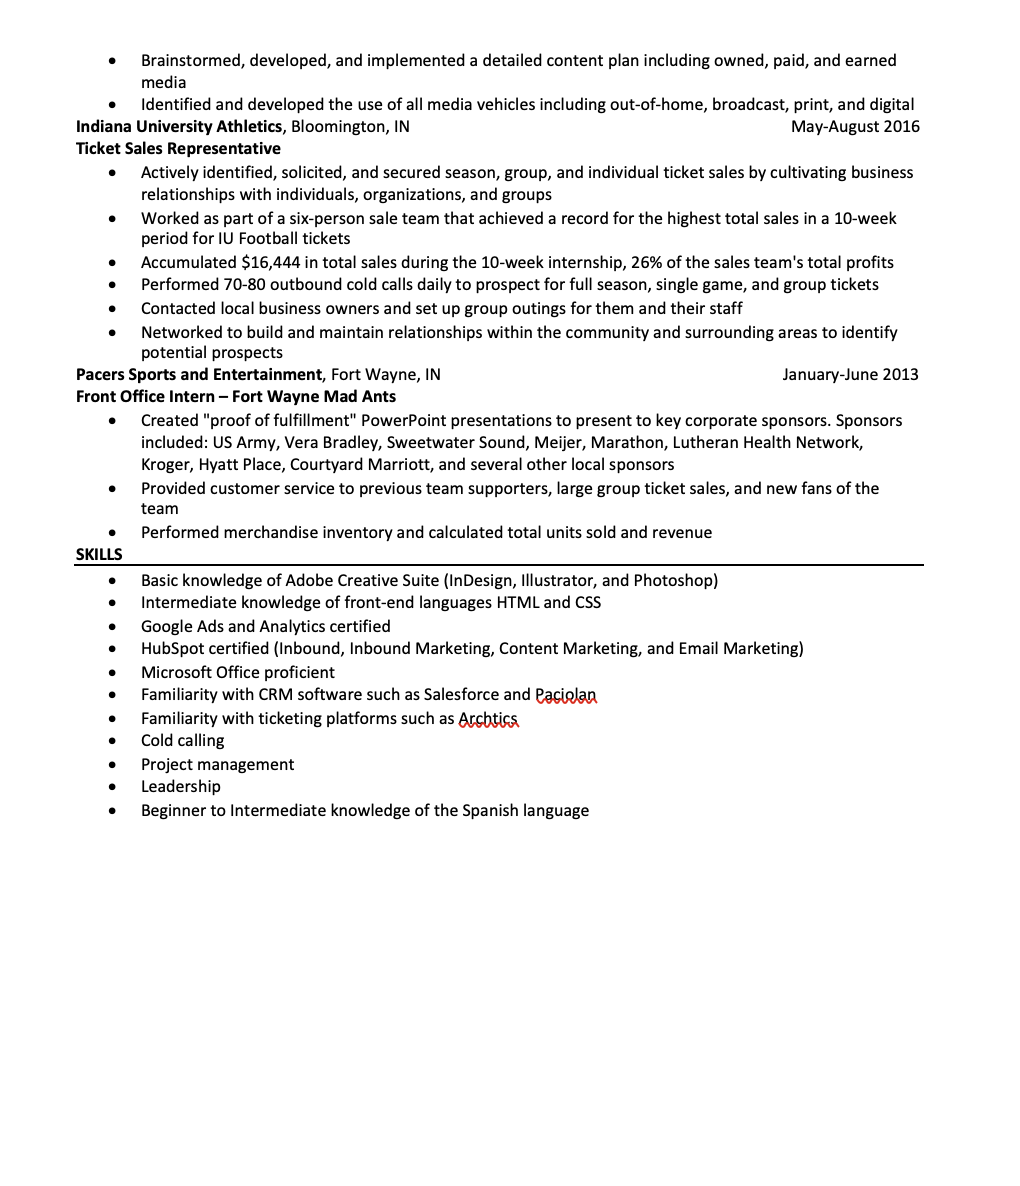 • Brainstormed, developed, and implemented a detailed content plan including owned, paid, and earned
media
• Identified and developed the use of all media vehicles including out-of-home, broadcast, print, and digital
Indiana University Athletics, Bloomington, IN May-August 2016
Ticket Sales Representative
• Actively identified, solicited, and secured season, group, and individual ticket sales by cultivating business
relationships with individuals, organizations, and groups
• Worked as part of a six-person sale team that achieved a record for the highest total sales in a 10-week
period for IU Football tickets
• Accumulated $16,444 in total sales during the 10-week internship, 26% of the sales team's total profits
• Performed 70-80 outbound cold calls daily to prospect for full season, single game, and group tickets
• Contacted local business owners and set up group outings for them and their staff
• Networked to build and maintain relationships within the community and surrounding areas to identify
potential prospects
Pacers Sports and Entertainment, Fort Wayne, IN January-June 2013
Front Office Intern – Fort Wayne Mad Ants
• Created "proof of fulfillment" PowerPoint presentations to present to key corporate sponsors. Sponsors
included: US Army, Vera Bradley, Sweetwater Sound, Meijer, Marathon, Lutheran Health Network,
Kroger, Hyatt Place, Courtyard Marriott, and several other local sponsors
• Provided customer service to previous team supporters, large group ticket sales, and new fans of the
team
• Performed merchandise inventory and calculated total units sold and revenue
SKILLS
• Basic knowledge of Adobe Creative Suite (InDesign, Illustrator, and Photoshop)
• Intermediate knowledge of front-end languages HTML and CSS
• Google Ads and Analytics certified
• HubSpot certified (Inbound, Inbound Marketing, Content Marketing, and Email Marketing)
• Microsoft Office proficient
• Familiarity with CRM software such as Salesforce and Paciolan
• Familiarity with ticketing platforms such as Archtics
• Cold calling
• Project management
• Leadership
• Beginner to Intermediate knowledge of the Spanish language